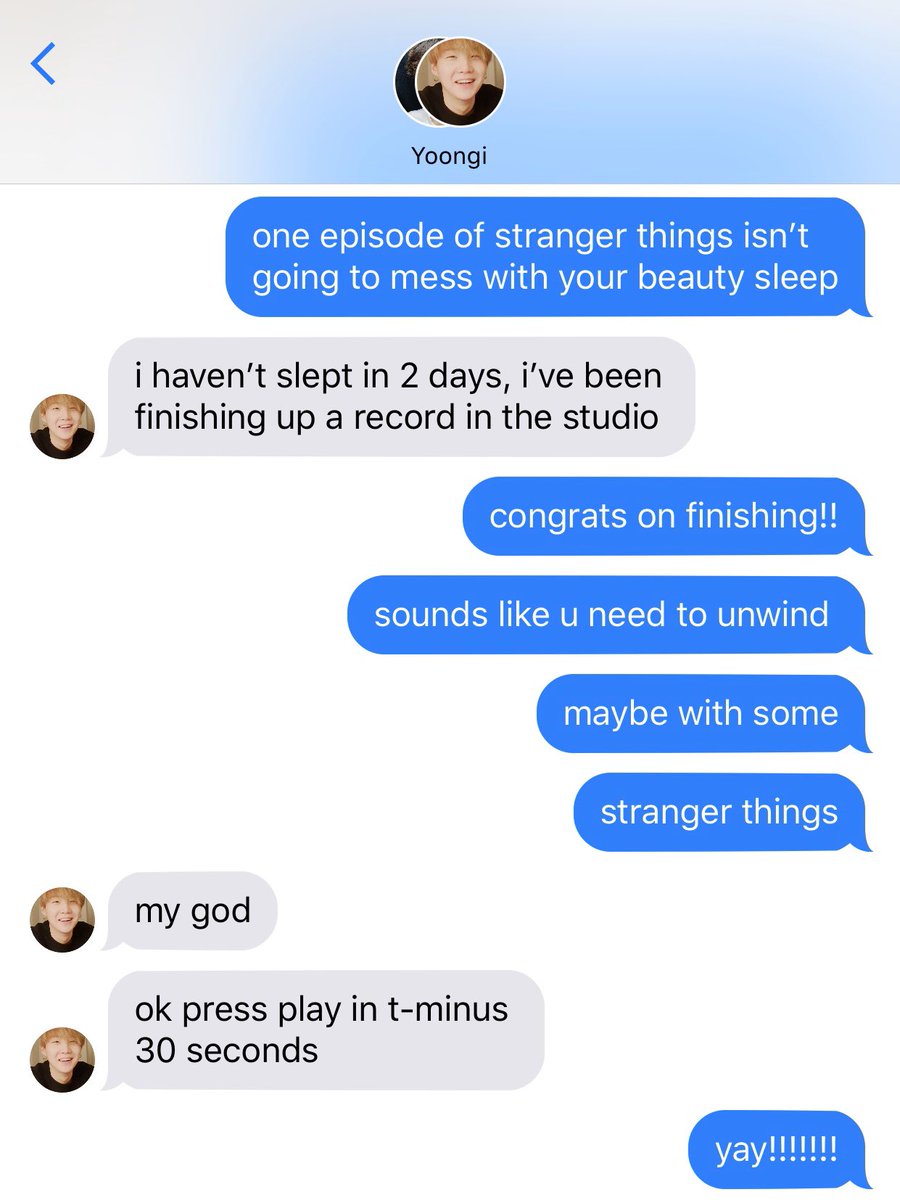 Yoongi
one episode of stranger things isn’t
going to mess with your beauty sleep
i haven’t slept in 2 days, i’ve been
finishing up a record in the studio
congrats on finishing!!
sounds like u need to unwind
maybe with some
stranger things
my god
ok press play in t-minus
30 seconds
yay!!!!!!!